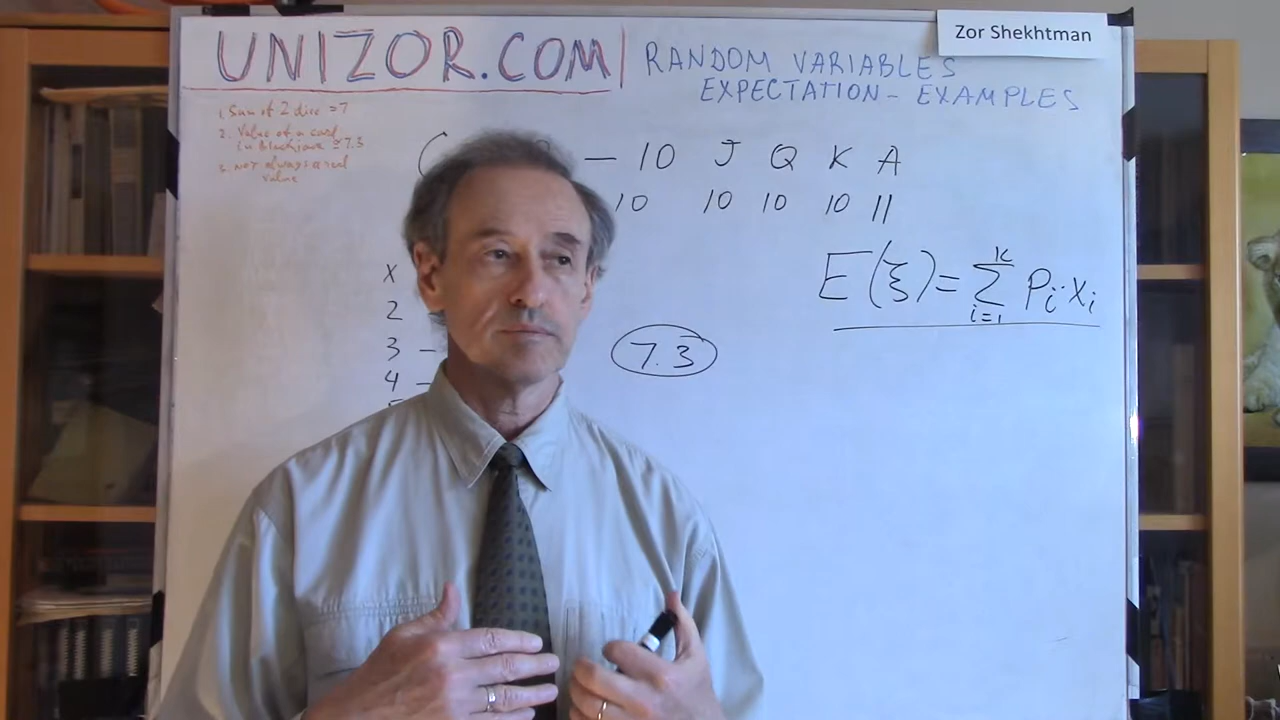 UNIZOR.COM
Zor Shekhtman
RANDOM VARIABLES
EXPECTATION - EXAMPLES
1. Sum of 2 dice = 7
2. Value of a card
in Blackjack ≅ 7.3
3. Not always a real
value
— 10 J Q K A
10 10 10 10 11
E(ξ) = Σ i=1 K Pi · Xi
X
2
3 –
7.3
4 –